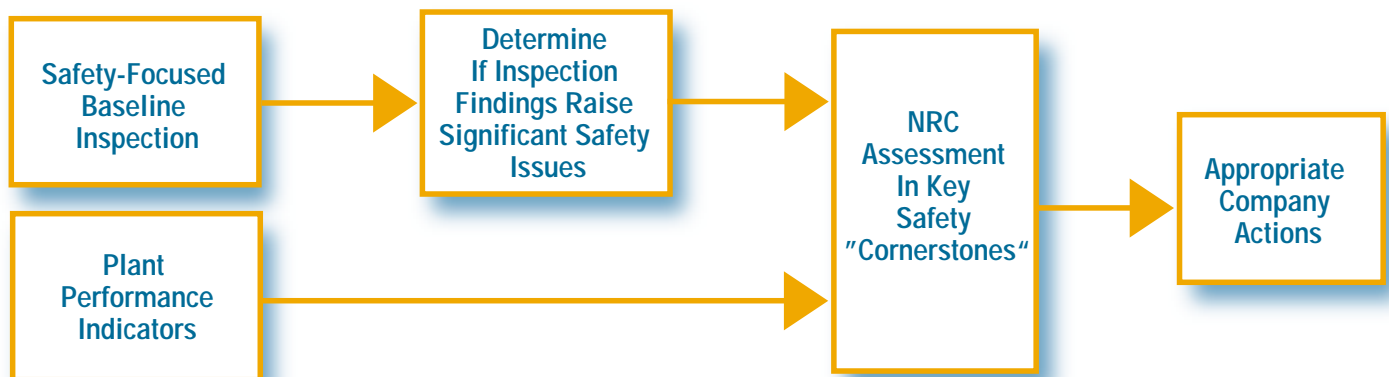 Safety-Focused
Baseline
Inspection
Determine
If Inspection
Findings Raise
Significant Safety
Issues
Plant
Performance
Indicators
NRC
Assessment
In Key
Safety
"Cornerstones“
Appropriate
Company
Actions